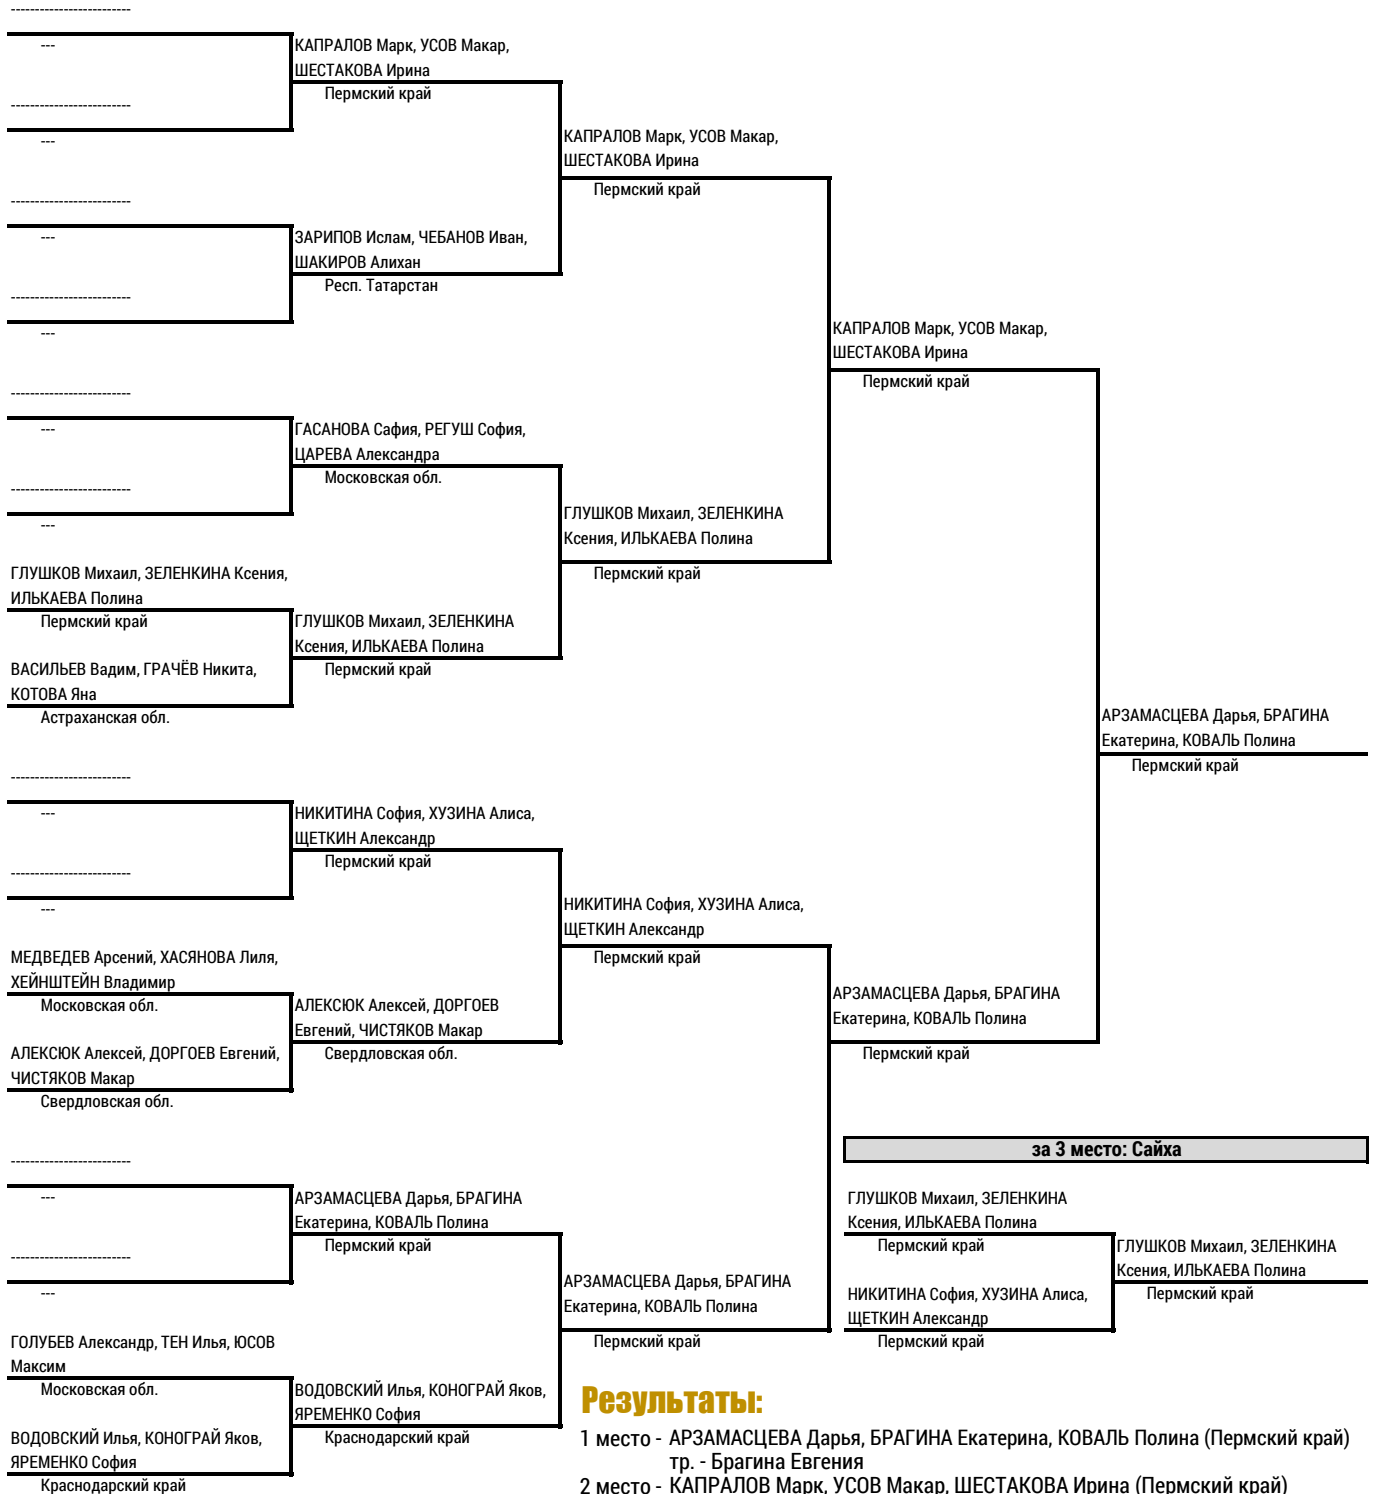 -------------------------
---
-------------------------
---
-------------------------
---
-------------------------
---
-------------------------
---
-------------------------
---
ГЛУШКОВ Михаил, ЗЕЛЕНКИНА Ксения,
ИЛЬКАЕВА Полина
Пермский край
ВАСИЛЬЕВ Вадим, ГРАЧЁВ Никита,
КОТОВА Яна
Астраханская обл.
-------------------------
---
-------------------------
---
МЕДВЕДЕВ Арсений, ХАСЯНОВА Лиля,
ХЕЙНШТЕЙН Владимир
Московская обл.
АЛЕКСЮК Алексей, ДОРГОЕВ Евгений,
ЧИСТЯКОВ Макар
Свердловская обл.
-------------------------
---
-------------------------
---
ГОЛУБЕВ Александр, ТЕН Илья, ЮСОВ
Максим
Московская обл.
ВОДОВСКИЙ Илья, КОНОГРАЙ Яков,
ЯРЕМЕНКО София
Краснодарский край
КАПРАЛОВ Марк, УСОВ Макар,
ШЕСТАКОВА Ирина
Пермский край
ЗАРИПОВ Ислам, ЧЕБАНОВ Иван,
ШАКИРОВ Алихан
Респ. Татарстан
ГАСАНОВА Сафия, РЕГУШ София,
ЦАРЕВА Александра
Московская обл.
ГЛУШКОВ Михаил, ЗЕЛЕНКИНА
Ксения, ИЛЬКАЕВА Полина
Пермский край
НИКИТИНА София, ХУЗИНА Алиса,
ЩЕТКИН Александр
Пермский край
АЛЕКСЮК Алексей, ДОРГОЕВ
Евгений, ЧИСТЯКОВ Макар
Свердловская обл.
АРЗАМАСЦЕВА Дарья, БРАГИНА
Екатерина, КОВАЛЬ Полина
Пермский край
ВОДОВСКИЙ Илья, КОНОГРАЙ Яков,
ЯРЕМЕНКО София
Краснодарский край
КАПРАЛОВ Марк, УСОВ Макар,
ШЕСТАКОВА Ирина
Пермский край
ГЛУШКОВ Михаил, ЗЕЛЕНКИНА
Ксения, ИЛЬКАЕВА Полина
Пермский край
НИКИТИНА София, ХУЗИНА Алиса,
ЩЕТКИН Александр
Пермский край
АРЗАМАСЦЕВА Дарья, БРАГИНА
Екатерина, КОВАЛЬ Полина
Пермский край
КАПРАЛОВ Марк, УСОВ Макар,
ШЕСТАКОВА Ирина
Пермский край
АРЗАМАСЦЕВА Дарья, БРАГИНА
Екатерина, КОВАЛЬ Полина
Пермский край
АРЗАМАСЦЕВА Дарья, БРАГИНА
Екатерина, КОВАЛЬ Полина
Пермский край
за 3 место: Сайха
ГЛУШКОВ Михаил, ЗЕЛЕНКИНА
Ксения, ИЛЬКАЕВА Полина
Пермский край
НИКИТИНА София, ХУЗИНА Алиса,
ЩЕТКИН Александр
Пермский край
ГЛУШКОВ Михаил, ЗЕЛЕНКИНА
Ксения, ИЛЬКАЕВА Полина
Пермский край
Результаты:
1 место - АРЗАМАСЦЕВА Дарья, БРАГИНА Екатерина, КОВАЛЬ Полина (Пермский край)
тр. - Брагина Евгения
2 место - КАПРАЛОВ Марк, УСОВ Макар, ШЕСТАКОВА Ирина (Пермский край)